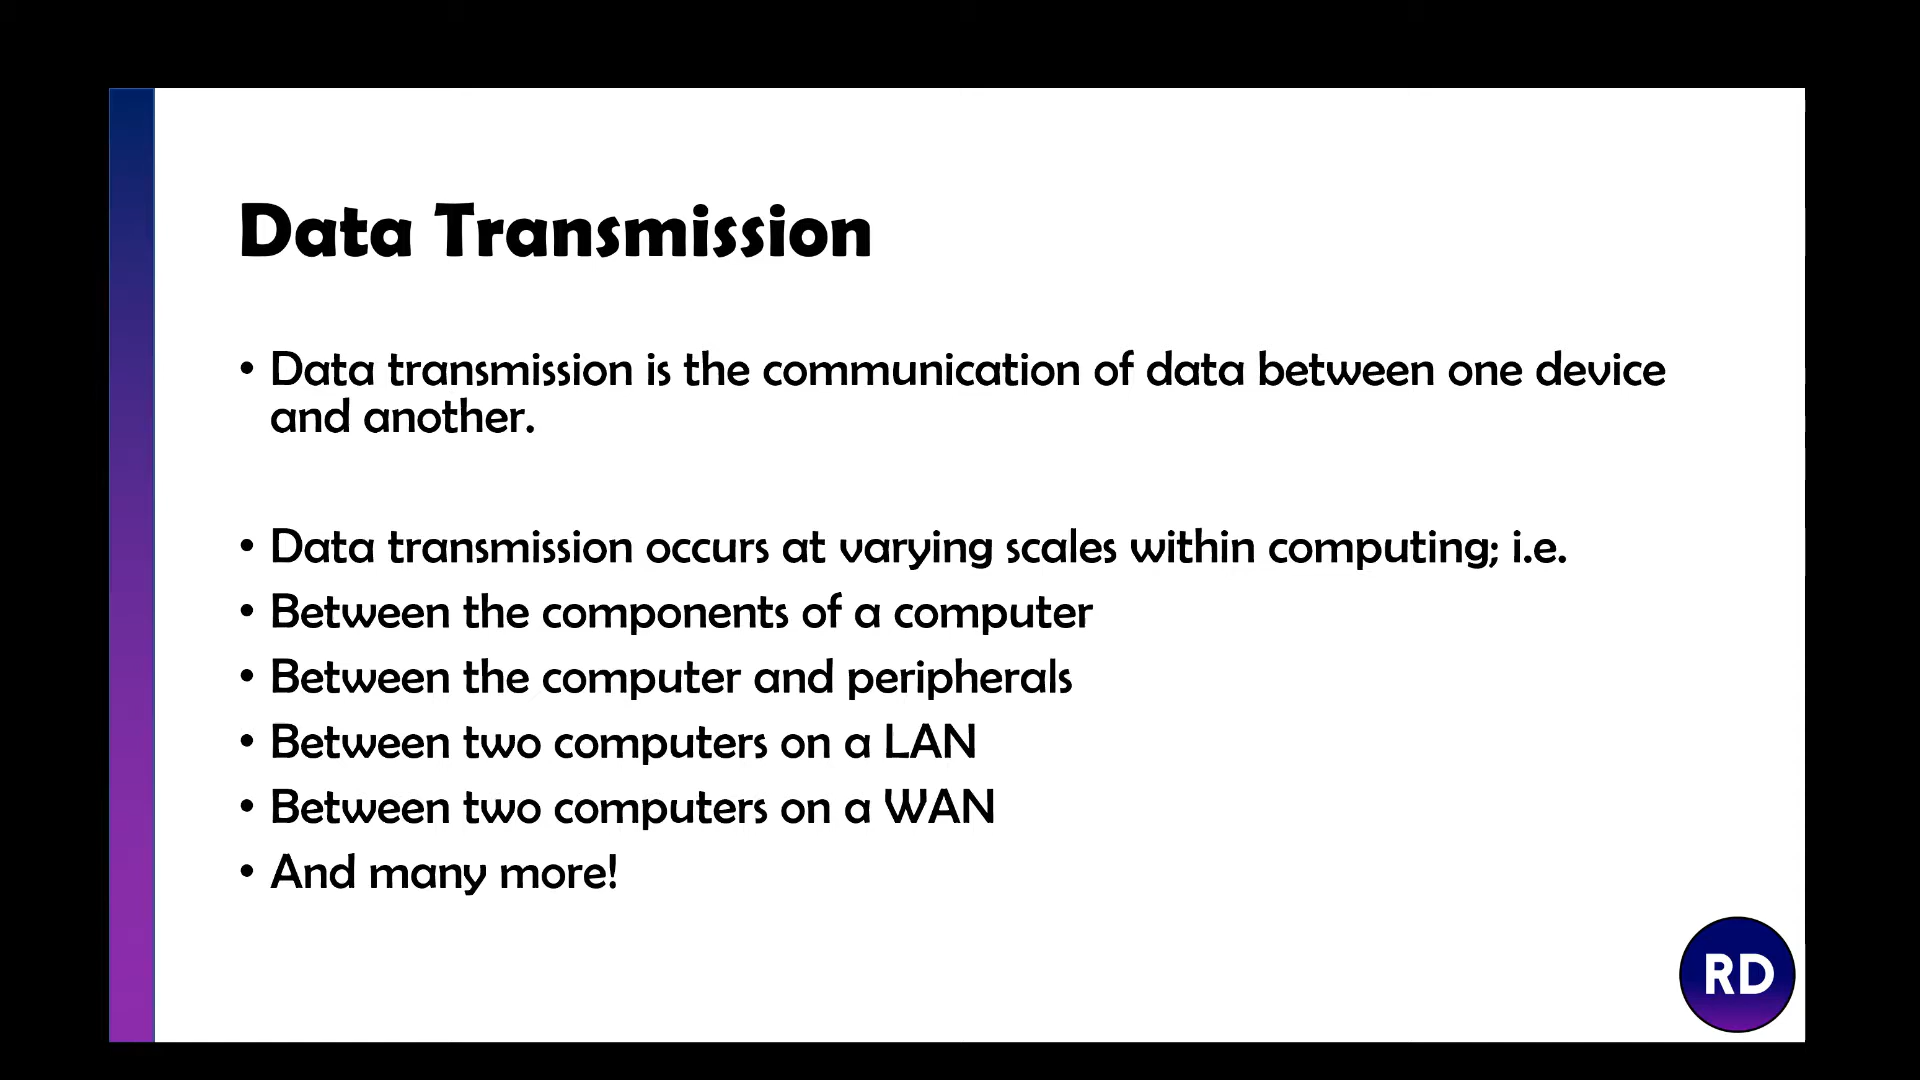 Data Transmission
• Data transmission is the communication of data between one device
and another.
• Data transmission occurs at varying scales within computing; i.e.
• Between the components of a computer
• Between the computer and peripherals
• Between two computers on a LAN
• Between two computers on a WAN
• And many more!
RD